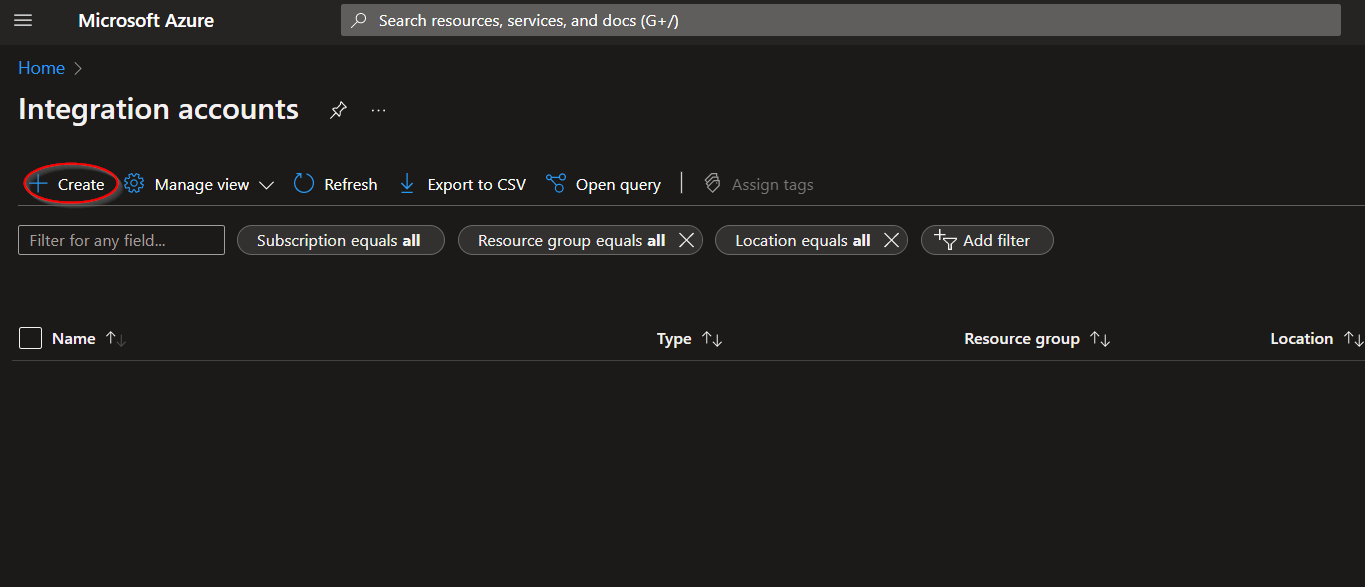 Microsoft Azure
Search resources, services, and docs (G+/)
Home
Integration accounts
Create Manage view Refresh Export to CSV Open query Assign tags
Filter for any field... Subscription equals all Resource group equals all Location equals all Add filter
Name Type Resource group Location